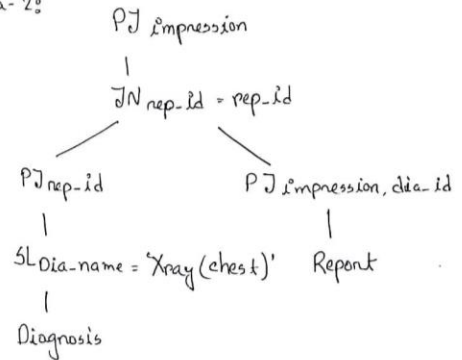 2:
PJ impression
JN rep-id = rep-id
PJ rep-id PJ impression, dia-id
SL Dia-name = 'Xray(chest)' Report
Diagnosis